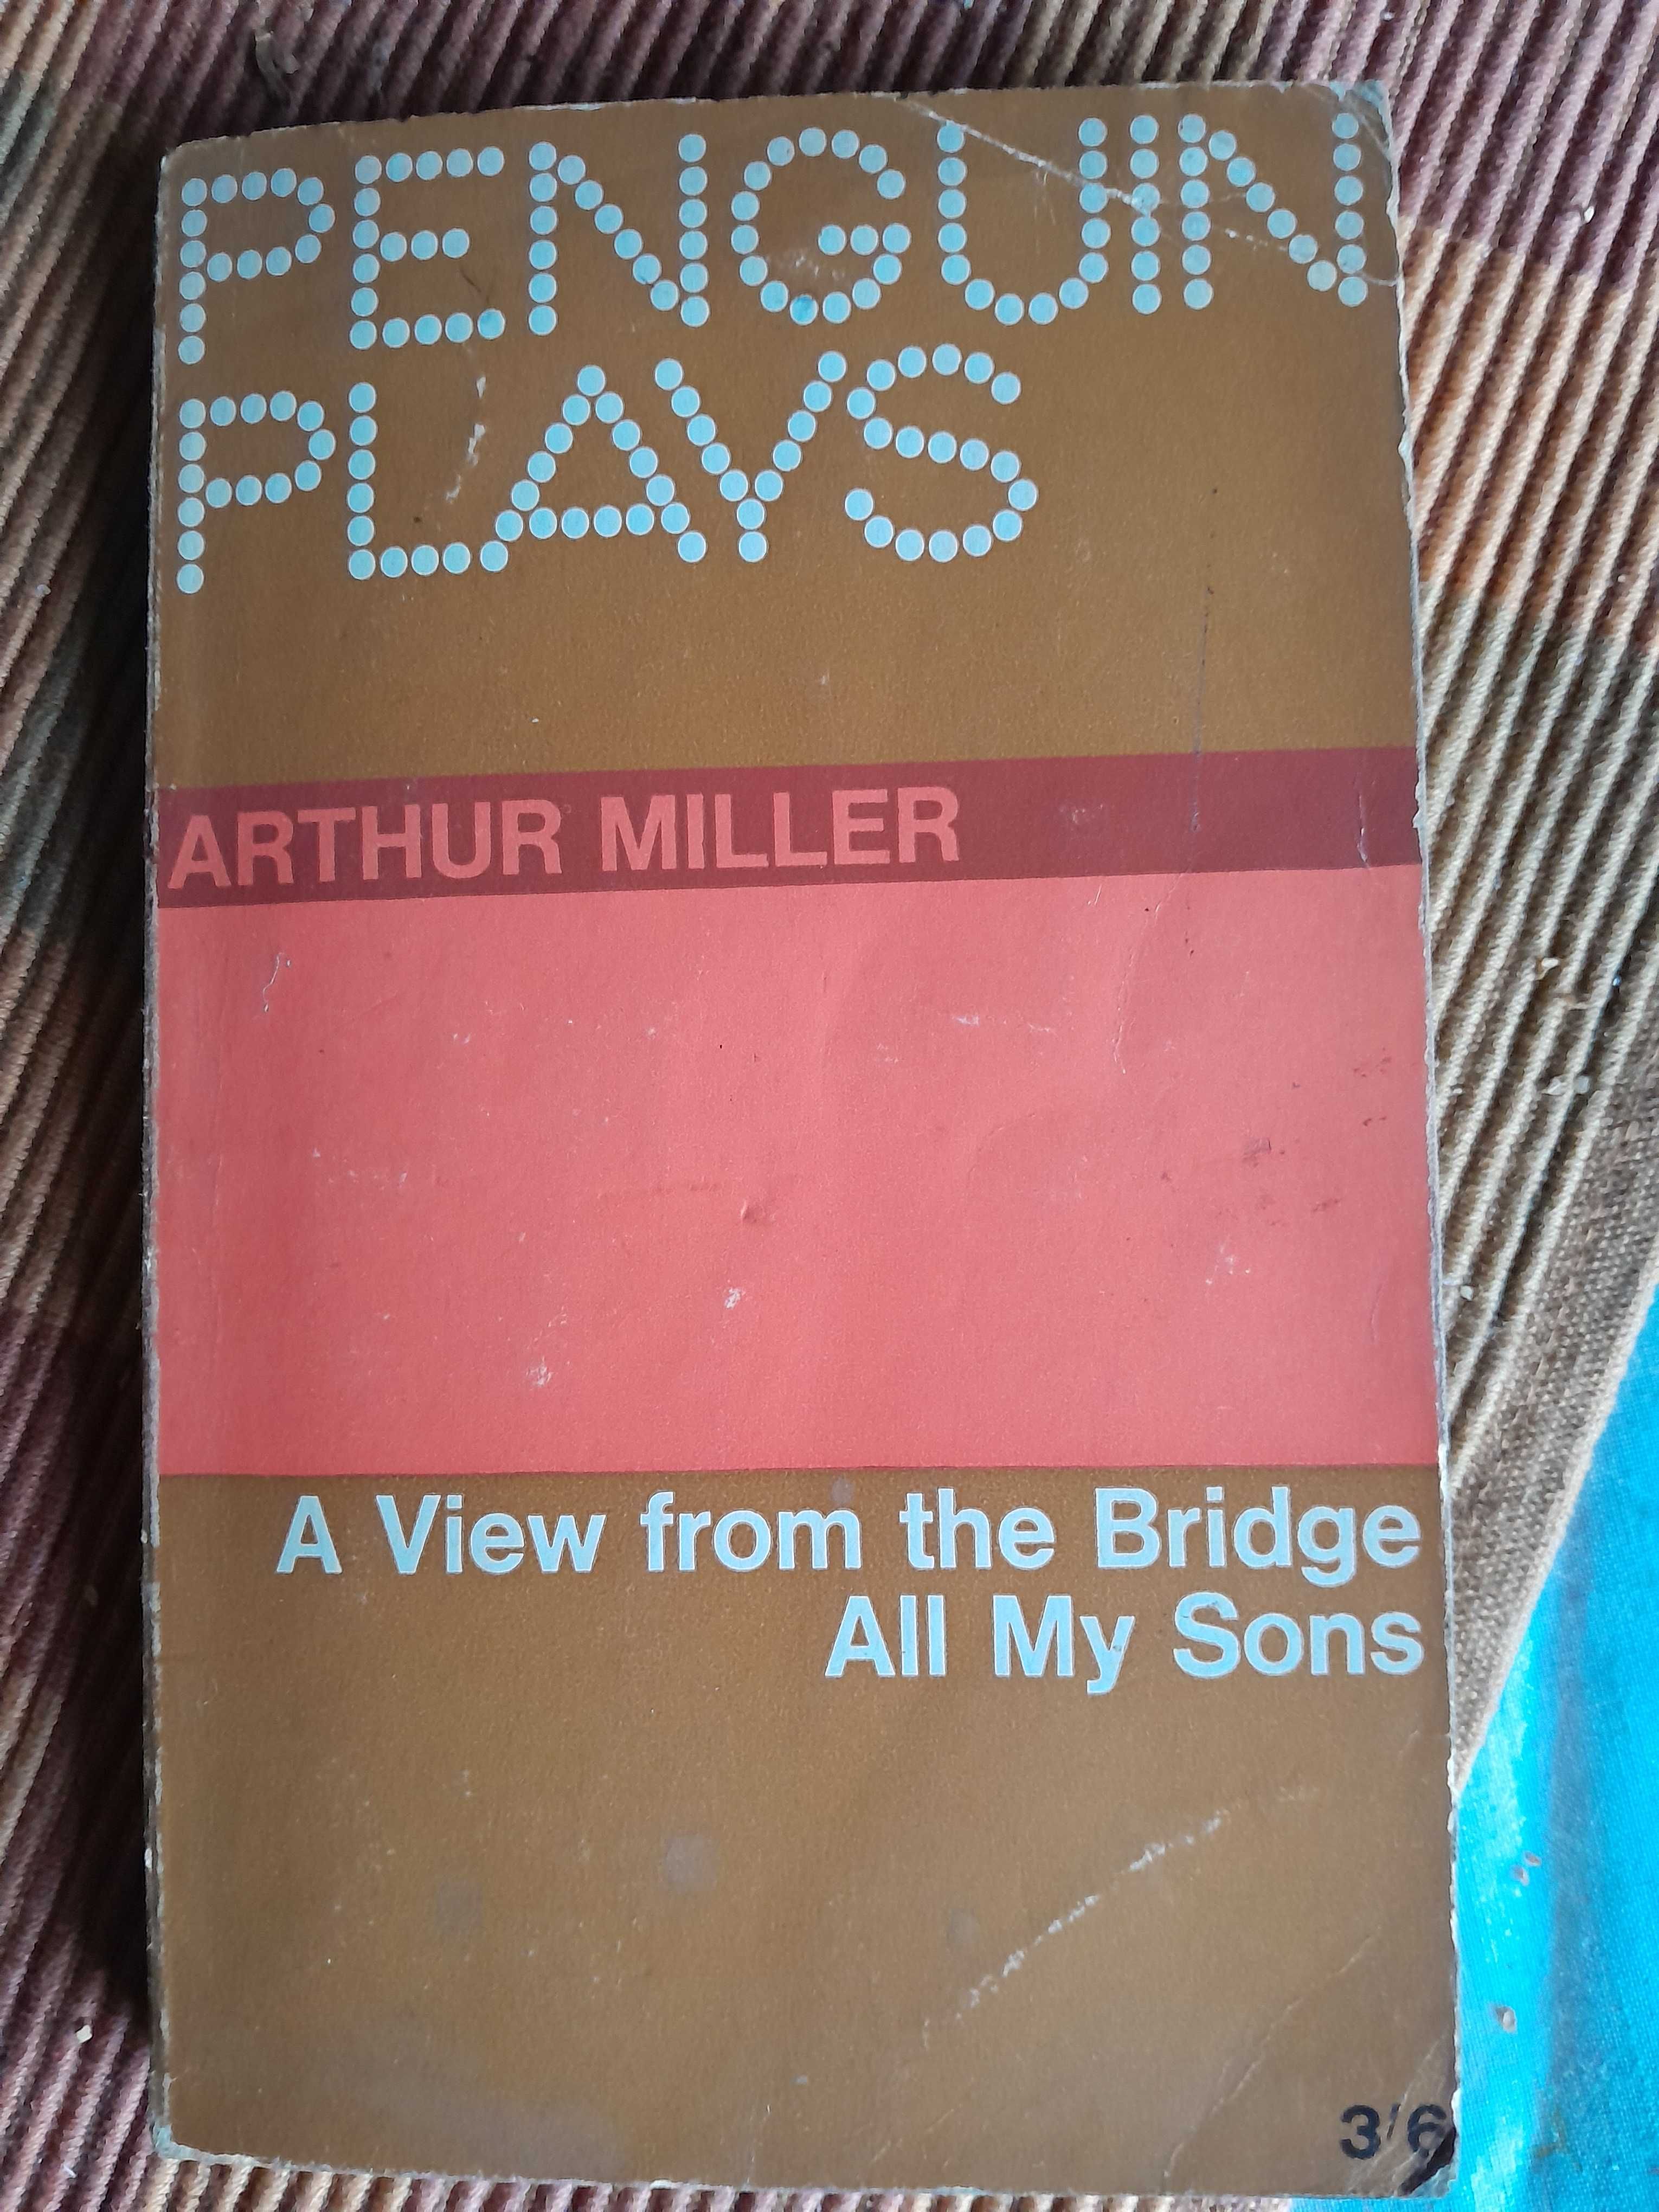 PENGUIN
PLAYS
ARTHUR MILLER
A View from the Bridge
All My Sons
3/6